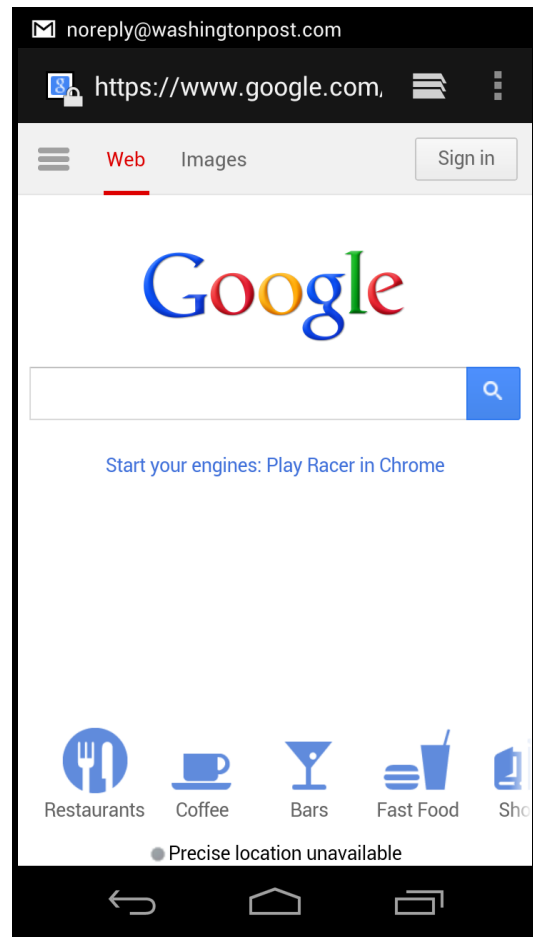 noreply@washingtonpost.com
https://www.google.com/
Web Images Sign in
Google
Start your engines: Play Racer in Chrome
Restaurants Coffee Bars Fast Food Sho
Precise location unavailable